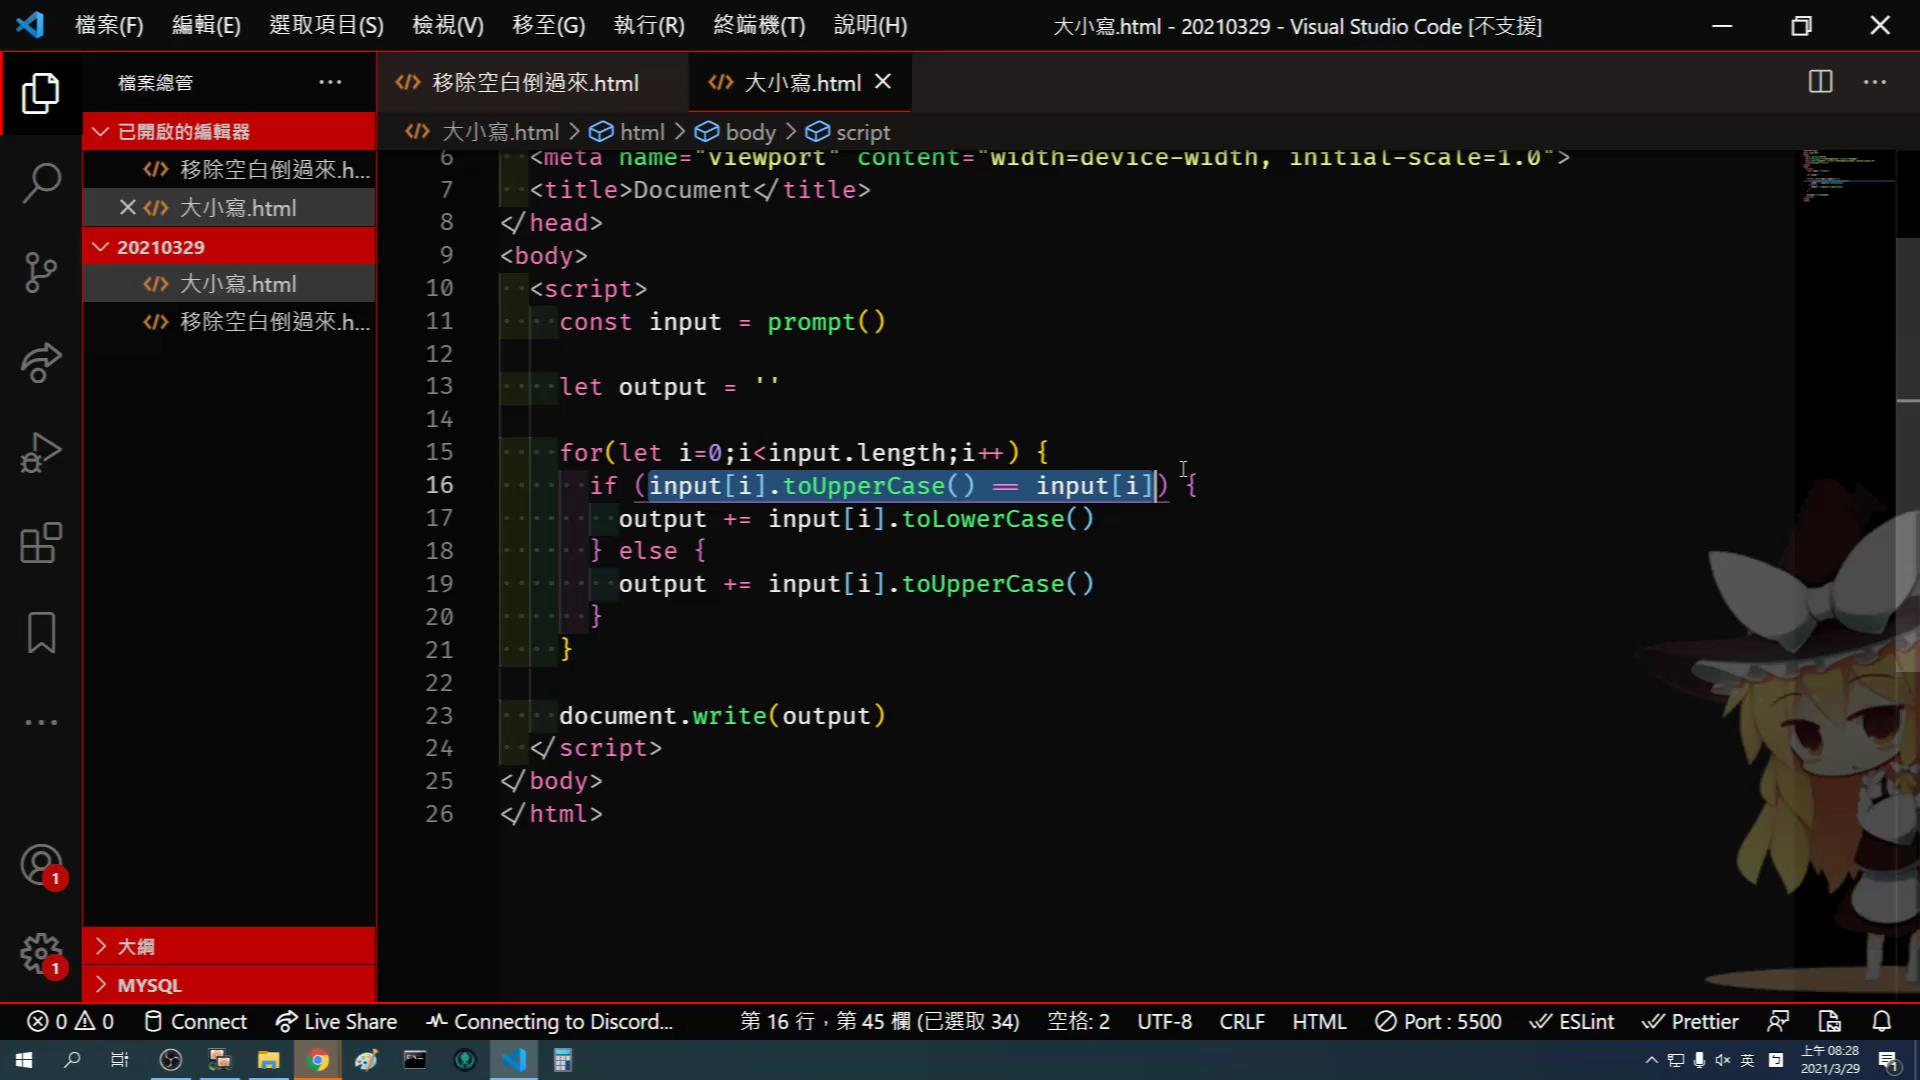 檔案(F) 編輯(E) 選取項目(S) 檢視(V) 移至(G) 執行(R) 終端機(T) 說明(H) 大小寫.html - 20210329 - Visual Studio Code [不支援]
檔案總管
已開啟的編輯器
移除空白倒過來.h...
大小寫.html
20210329
大小寫.html
移除空白倒過來.h...
大綱
MYSQL
1
1
移除空白倒過來.html 大小寫.html
大小寫.html > html > body > script
6 <meta name="viewport" content="width=device-width, initial-scale=1.0">
7 <title>Document</title>
8 </head>
9 <body>
10 <script>
11 const input = prompt()
12
13 let output = ''
14
15 for(let i=0;i<input.length;i++) {
16 if (input[i].toUpperCase() == input[i]) {
17 output += input[i].toLowerCase()
18 } else {
19 output += input[i].toUpperCase()
20 }
21 }
22
23 document.write(output)
24 </script>
25 </body>
26 </html>
0 0 Connect Live Share Connecting to Discord... 第 16 行，第 45 欄 (已選取 34) 空格: 2 UTF-8 CRLF HTML Port : 5500 ESLint Prettier
英 上午 08:28
2021/3/29
1